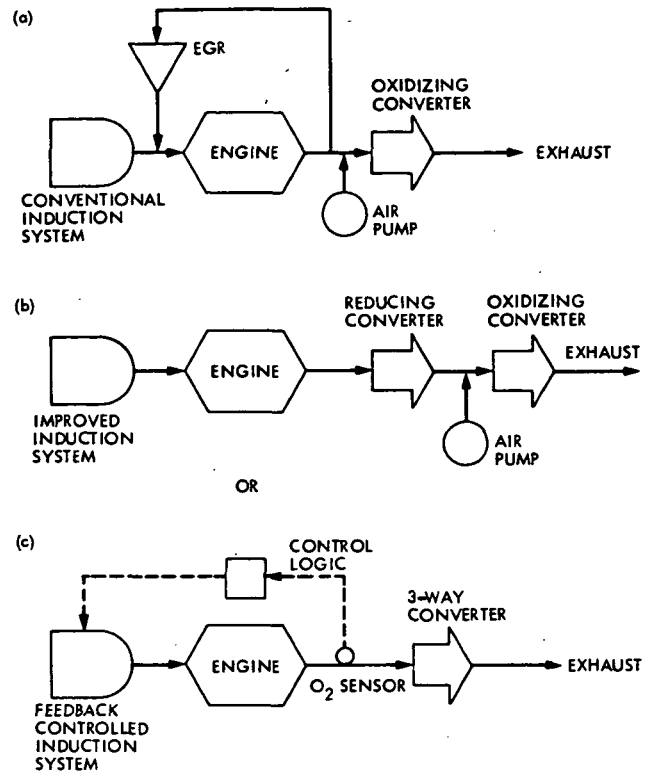 (a)
EGR
OXIDIZING
CONVERTER
ENGINE
EXHAUST
CONVENTIONAL
INDUCTION
SYSTEM
AIR
PUMP
(b)
REDUCING
CONVERTER
OXIDIZING
CONVERTER
EXHAUST
ENGINE
IMPROVED
INDUCTION
SYSTEM
AIR
PUMP
OR
(c)
CONTROL
LOGIC
3-WAY
CONVERTER
ENGINE
EXHAUST
O2 SENSOR
FEEDBACK
CONTROLLED
INDUCTION
SYSTEM